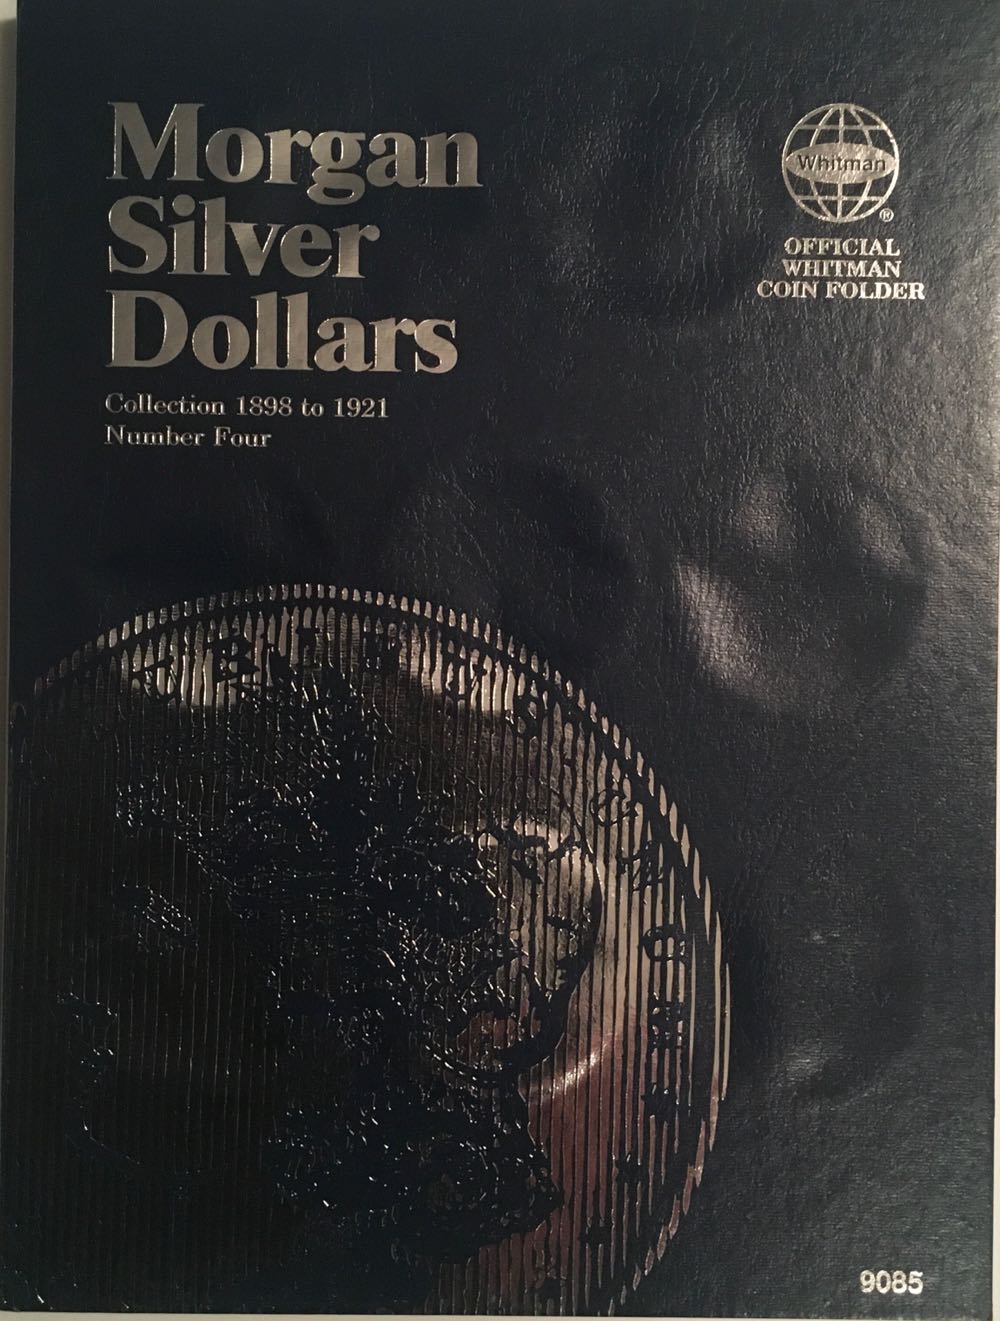 Morgan
Silver
Dollars
Collection 1898 to 1921
Number Four
Whitman
®
OFFICIAL
WHITMAN
COIN FOLDER
9085